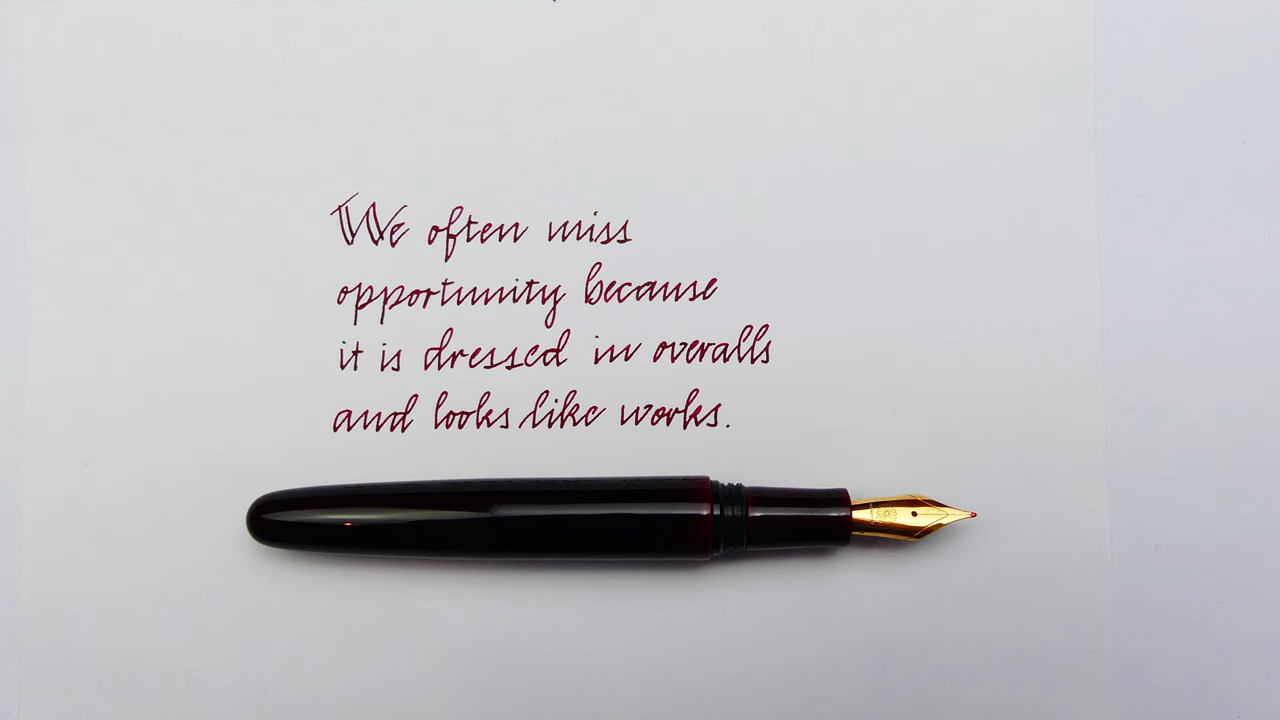 We often miss
opportunity because
it is dressed in overalls
and looks like works.